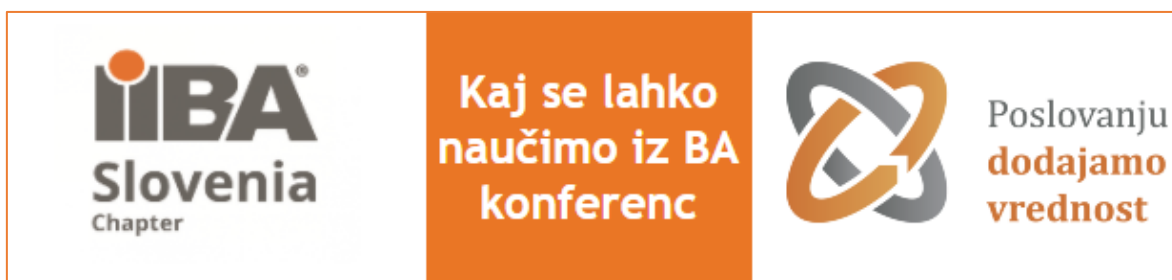 iiBA®
Slovenia
Chapter
Kaj se lahko
naučimo iz BA
konferenc
Poslovanju
dodajamo
vrednost